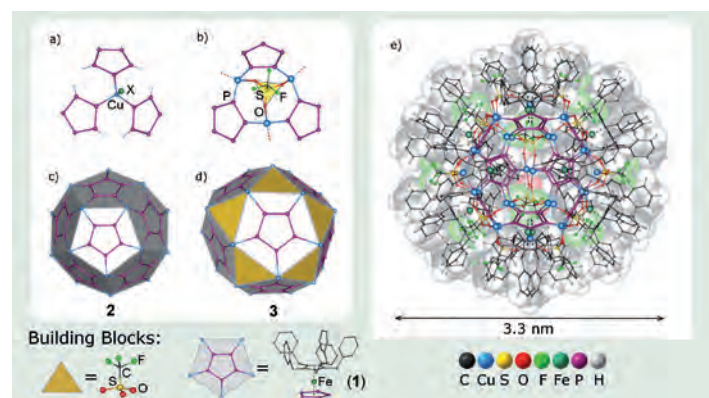 a)
X
Cu
b)
P
S
F
O
c)
2
d)
3
e)
3.3 nm
Building Blocks:
=
F
C
S
O
=
Fe
(1)
C Cu S O F Fe P H